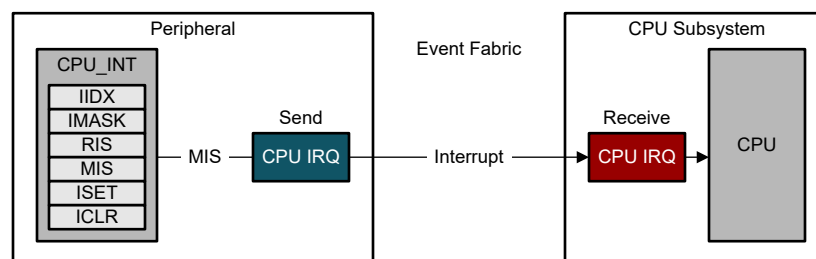 Peripheral
CPU_INT
IIDX
IMASK
RIS
MIS
ISET
ICLR
MIS
Send
CPU IRQ
Event Fabric
Interrupt
CPU Subsystem
Receive
CPU IRQ
CPU